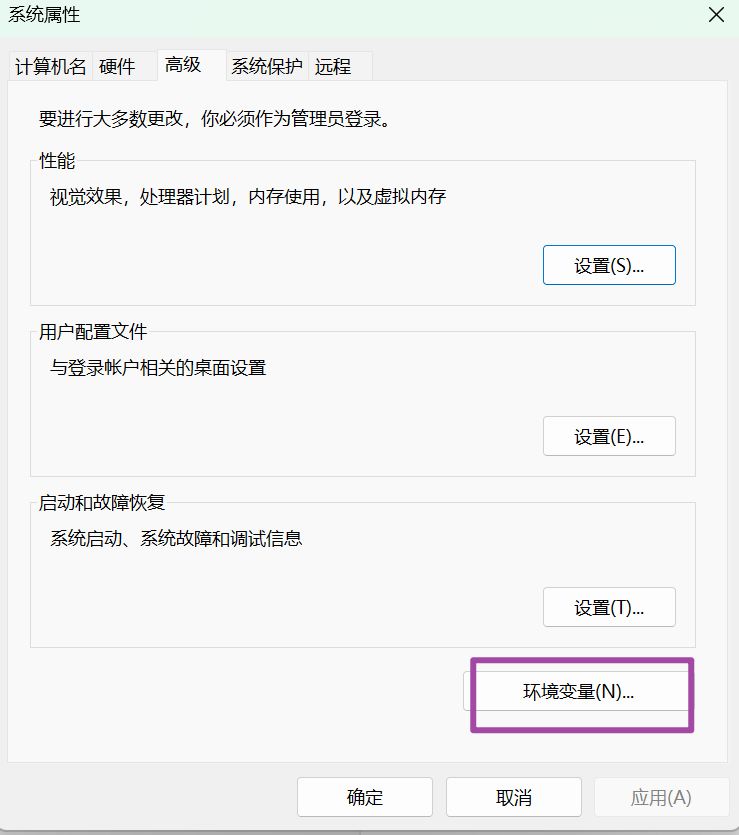 系统属性
计算机名 硬件 高级 系统保护 远程
要进行大多数更改，你必须作为管理员登录。
性能
视觉效果，处理器计划，内存使用，以及虚拟内存
设置(S)...
用户配置文件
与登录帐户相关的桌面设置
设置(E)...
启动和故障恢复
系统启动、系统故障和调试信息
设置(T)...
环境变量(N)...
确定 取消 应用(A)